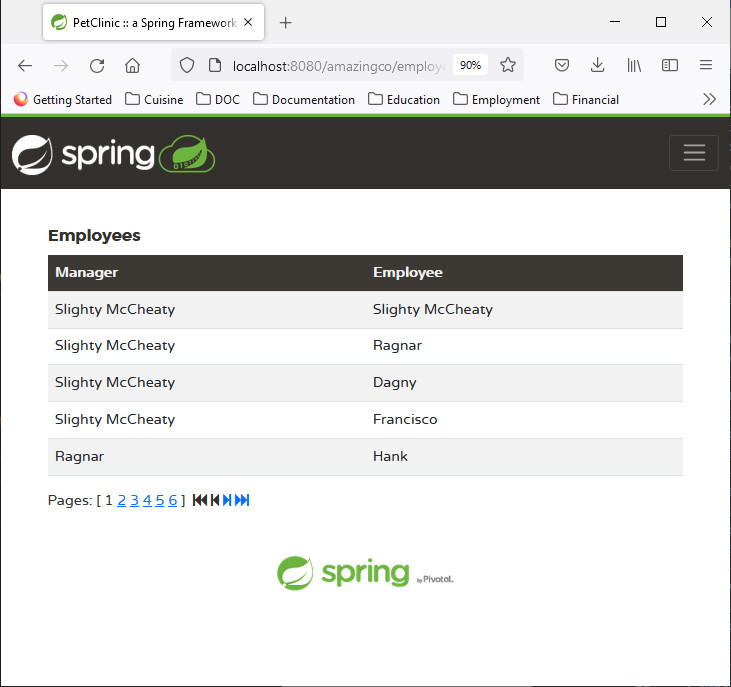 PetClinic :: a Spring Framework
localhost:8080/amazingco/employe
90%
Getting Started Cuisine DOC Documentation Education Employment Financial
spring
Employees
Manager Employee
Slighty McCheaty Slighty McCheaty
Slighty McCheaty Ragnar
Slighty McCheaty Dagny
Slighty McCheaty Francisco
Ragnar Hank
Pages: [ 1 2 3 4 5 6 ]
spring by Pivotal.